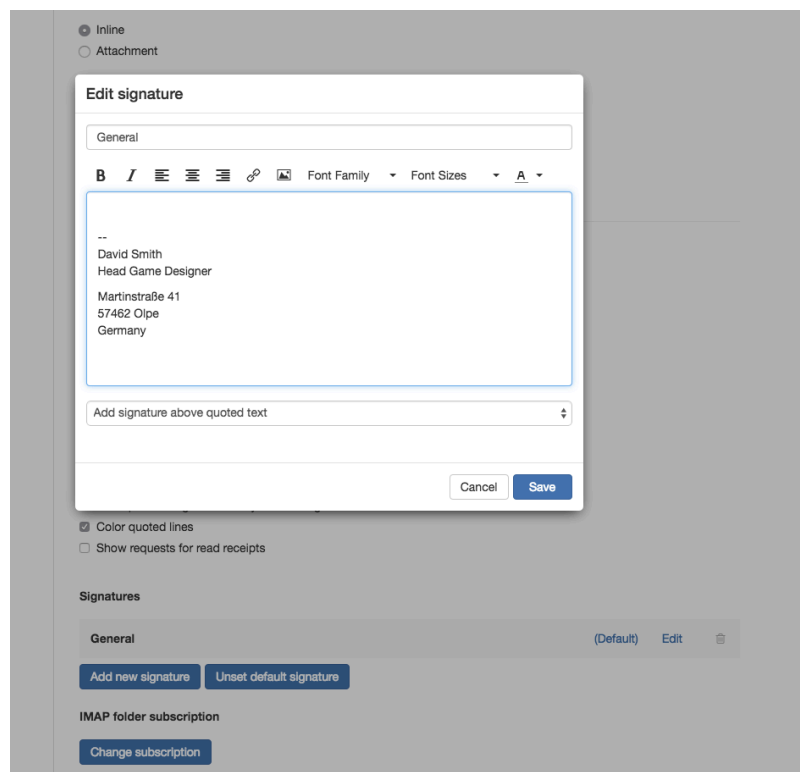 Inline
Attachment
Edit signature
General
B I Font Family Font Sizes A
--
David Smith
Head Game Designer
Martinstraße 41
57462 Olpe
Germany
Add signature above quoted text
Cancel Save
Color quoted lines
Show requests for read receipts
Signatures
General (Default) Edit
Add new signature Unset default signature
IMAP folder subscription
Change subscription